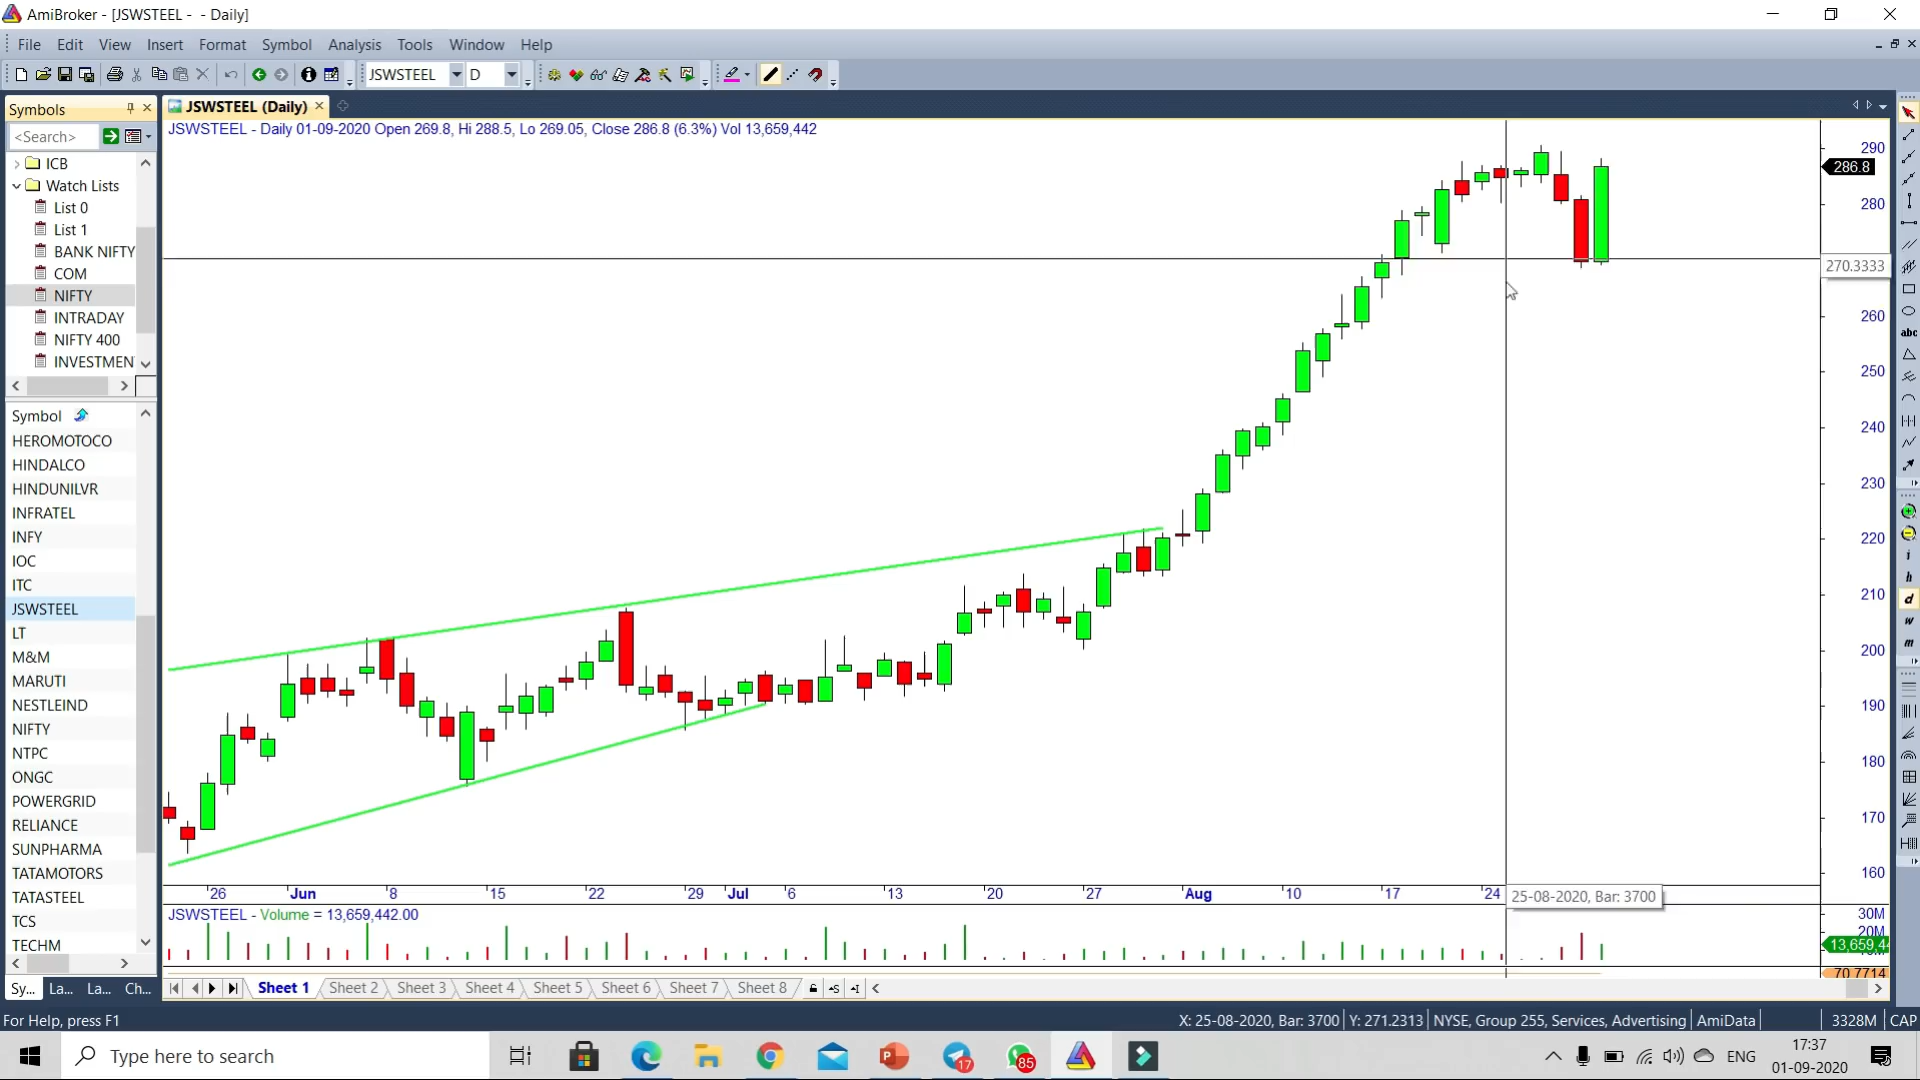 AmiBroker - [JSWSTEEL - - Daily]
File Edit View Insert Format Symbol Analysis Tools Window Help
JSWSTEEL D
Symbols
JSWSTEEL (Daily)
JSWSTEEL - Daily 01-09-2020 Open 269.8, Hi 288.5, Lo 269.05, Close 286.8 (6.3%) Vol 13,659,442
<Search>
ICB
Watch Lists
List 0
List 1
BANK NIFTY
COM
NIFTY
INTRADAY
NIFTY 400
INVESTMEN
Symbol
HEROMOTOCO
HINDALCO
HINDUNILVR
INFRATEL
INFY
IOC
ITC
JSWSTEEL
LT
M&M
MARUTI
NESTLEIND
NIFTY
NTPC
ONGC
POWERGRID
RELIANCE
SUNPHARMA
TATAMOTORS
TATASTEEL
TCS
TECHM
290
286.8
280
270.3333
260
250
240
230
220
210
200
190
180
170
160
abc
i
h
d
w
m
26 Jun 8 15 22 29 Jul 6 13 20 27 Aug 10 17 24
25-08-2020, Bar: 3700
JSWSTEEL - Volume = 13,659,442.00
30M
20M
13,659,44
70.7714
Sy... La... La... Ch...
Sheet 1 Sheet 2 Sheet 3 Sheet 4 Sheet 5 Sheet 6 Sheet 7 Sheet 8
For Help, press F1
X: 25-08-2020, Bar: 3700 Y: 271.2313 NYSE, Group 255, Services, Advertising AmiData 3328M CAP
Type here to search
17
85
ENG
17:37
01-09-2020